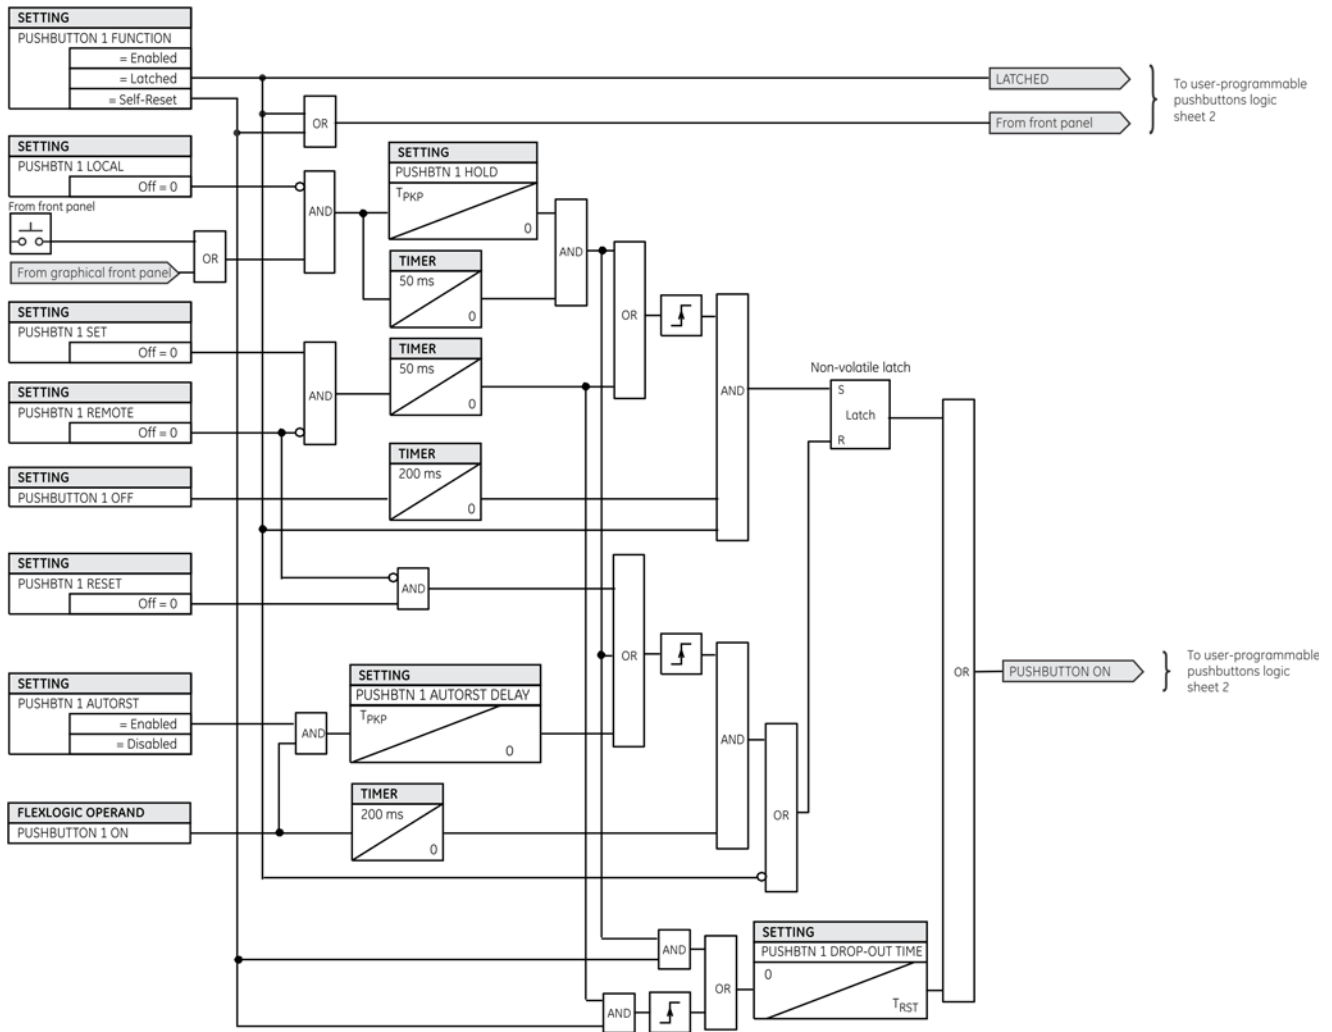 SETTING
PUSHBUTTON 1 FUNCTION
= Enabled
= Latched
= Self-Reset
LATCHED
To user-programmable
pushbuttons logic
sheet 2
OR
From front panel
SETTING
PUSHBTN 1 LOCAL
Off = 0
SETTING
PUSHBTN 1 HOLD
TPKP
0
AND
AND
From front panel
OR
From graphical front panel
TIMER
50 ms
0
OR
SETTING
PUSHBTN 1 SET
Off = 0
TIMER
50 ms
0
AND
AND
Non-volatile latch
S
Latch
R
SETTING
PUSHBTN 1 REMOTE
Off = 0
SETTING
PUSHBUTTON 1 OFF
TIMER
200 ms
0
SETTING
PUSHBTN 1 RESET
Off = 0
AND
OR
OR
PUSHBUTTON ON
To user-programmable
pushbuttons logic
sheet 2
SETTING
PUSHBTN 1 AUTORST
= Enabled
= Disabled
AND
SETTING
PUSHBTN 1 AUTORST DELAY
TPKP
0
AND
FLEXLOGIC OPERAND
PUSHBUTTON 1 ON
TIMER
200 ms
0
OR
AND
AND
OR
SETTING
PUSHBTN 1 DROP-OUT TIME
0
TRST